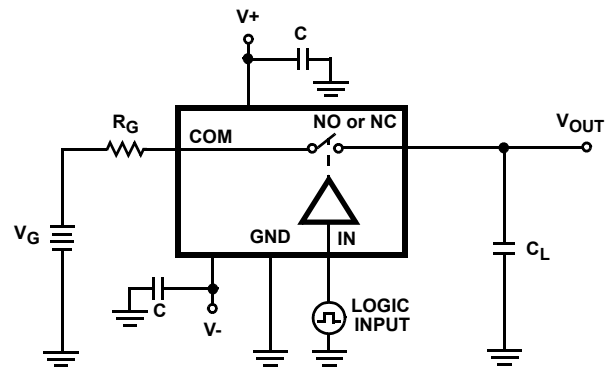 V+
C
RG
COM
NO or NC
VOUT
VG
GND
IN
CL
C
V-
LOGIC
INPUT